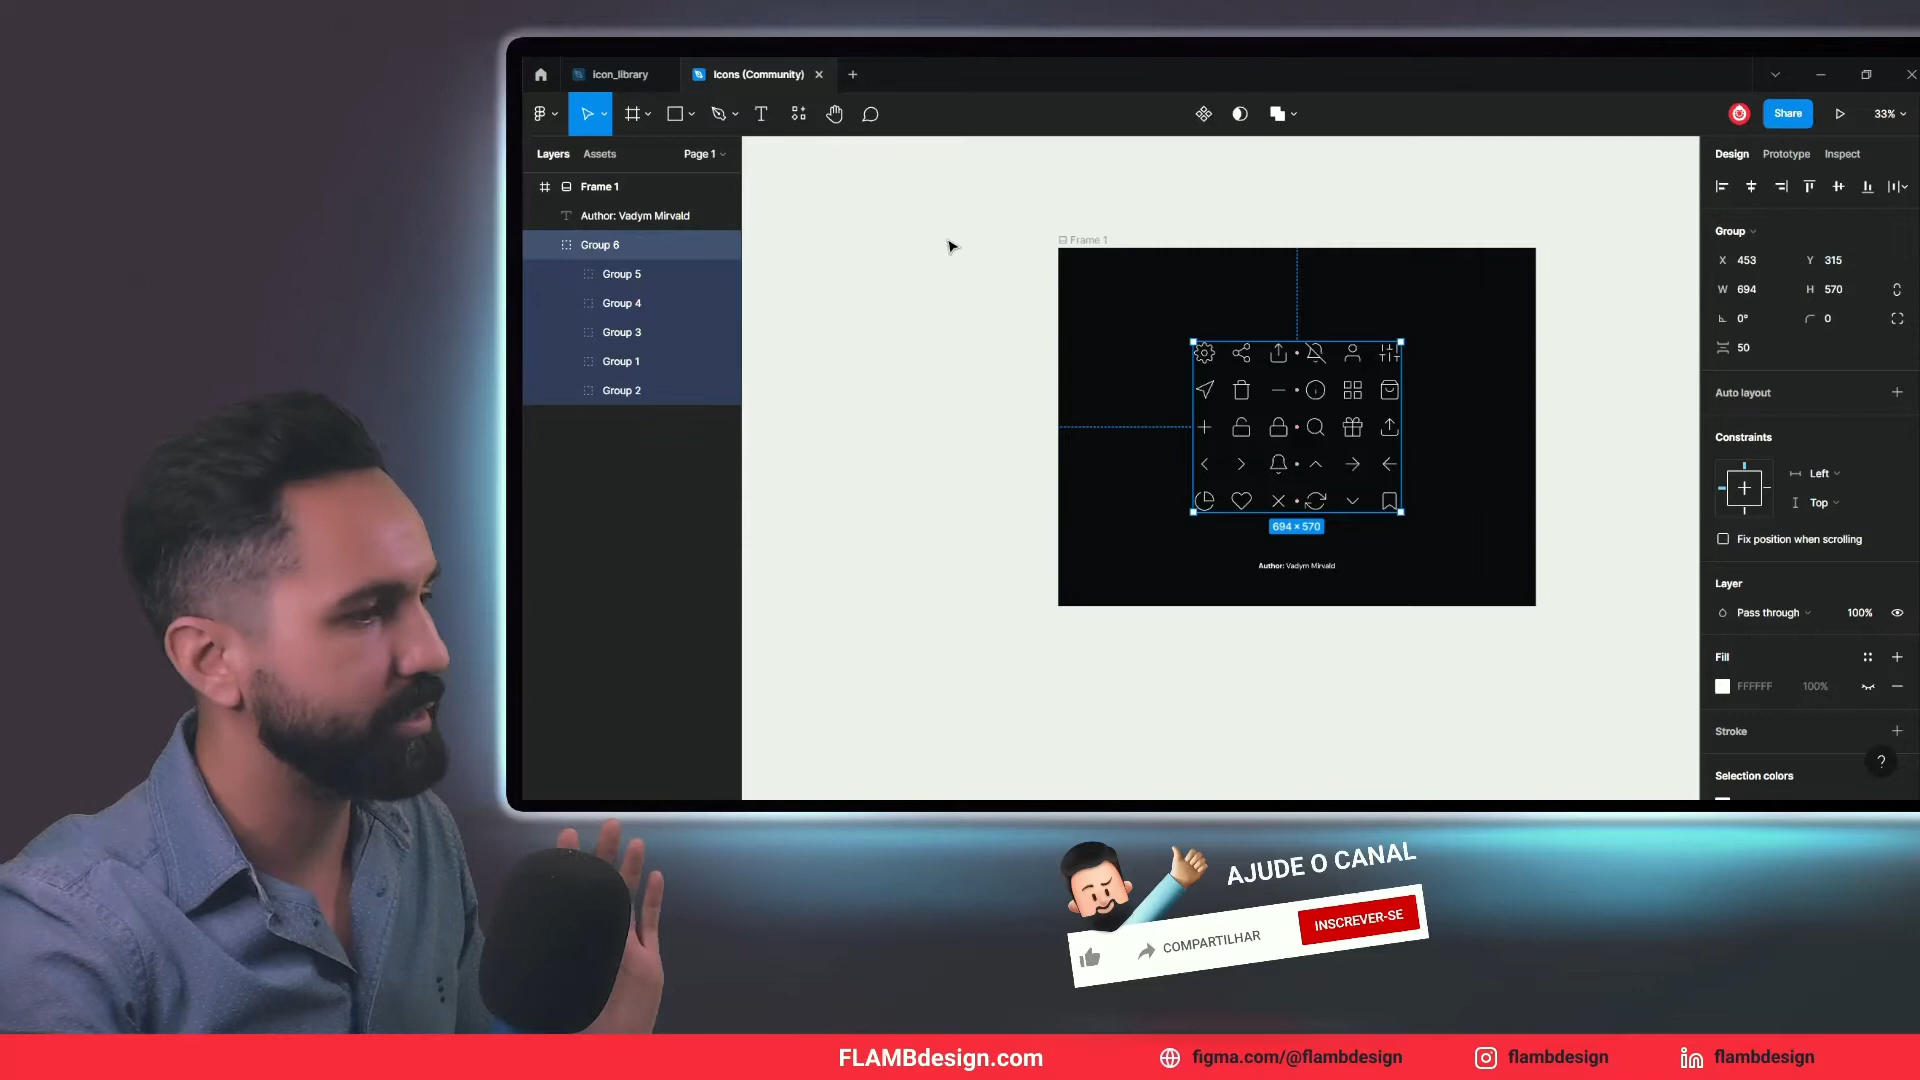 icon_library
Icons (Community)
Share
33%
Layers
Assets
Page 1
Frame 1
Author: Vadym Mirvald
Group 6
Group 5
Group 4
Group 3
Group 1
Group 2
Frame 1
694 × 570
Author: Vadym Mirvald
Design
Prototype
Inspect
Group
X 453
Y 315
W 694
H 570
0°
0
50
Auto layout
Constraints
Left
Top
Fix position when scrolling
Layer
Pass through
100%
Fill
FFFFFF
100%
Stroke
?
Selection colors
AJUDE O CANAL
COMPARTILHAR
INSCREVER-SE
FLAMBdesign.com
figma.com/@flambdesign
flambdesign
in
flambdesign